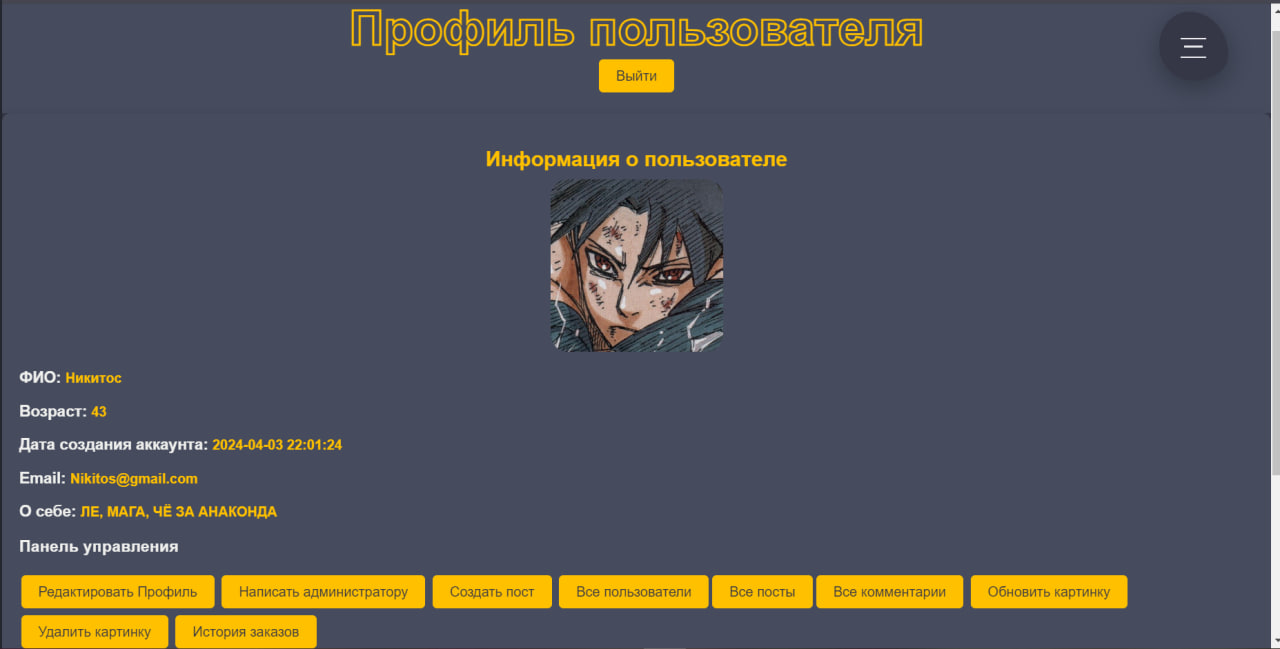 Профиль пользователя
Выйти
Информация о пользователе
ФИО: Никитос
Возраст: 43
Дата создания аккаунта: 2024-04-03 22:01:24
Email: Nikitos@gmail.com
О себе: ЛЕ, МАГА, ЧЁ ЗА АНАКОНДА
Панель управления
Редактировать Профиль Написать администратору Создать пост Все пользователи Все посты Все комментарии Обновить картинку
Удалить картинку История заказов